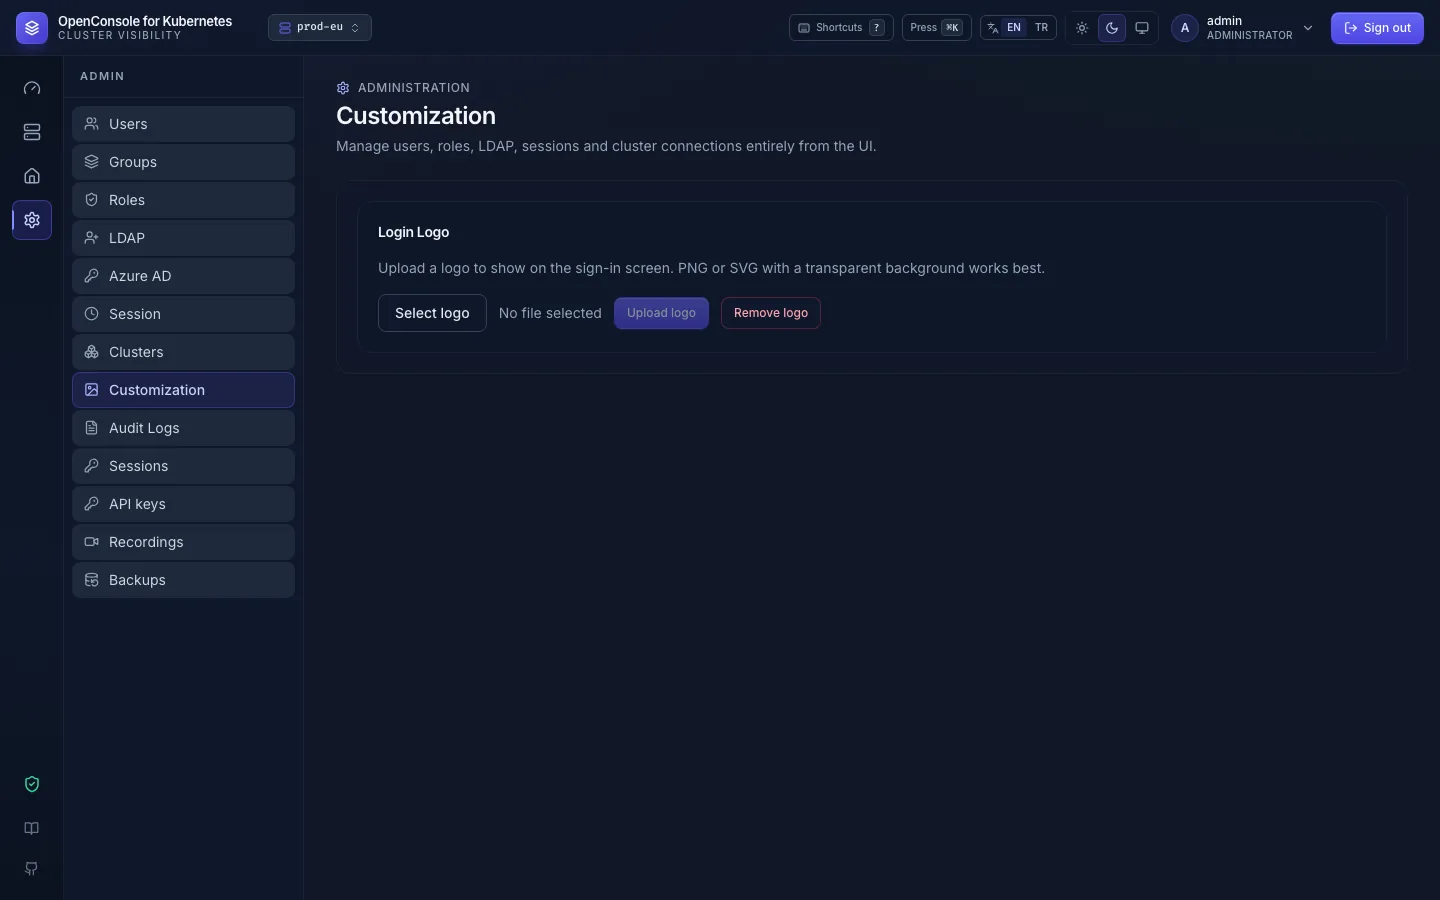 OpenConsole for Kubernetes
CLUSTER VISIBILITY
prod-eu
Shortcuts ?
Press ⌘K
EN TR
A
admin
ADMINISTRATOR
Sign out
ADMIN
Users
Groups
Roles
LDAP
Azure AD
Session
Clusters
Customization
Audit Logs
Sessions
API keys
Recordings
Backups
ADMINISTRATION
Customization
Manage users, roles, LDAP, sessions and cluster connections entirely from the UI.
Login Logo
Upload a logo to show on the sign-in screen. PNG or SVG with a transparent background works best.
Select logo No file selected Upload logo Remove logo